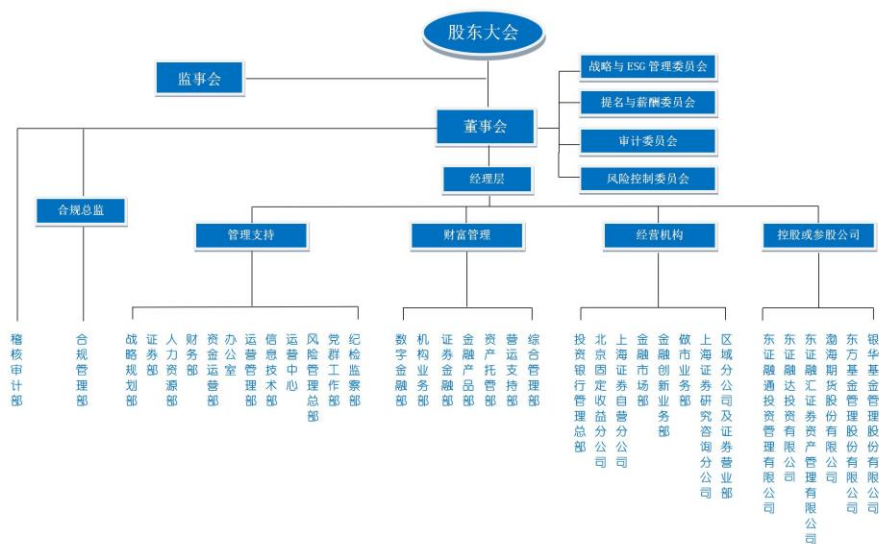 股东大会
监事会
战略与 ESG 管理委员会
提名与薪酬委员会
董事会
审计委员会
经理层
风险控制委员会
合规总监
管理支持
财富管理
经营机构
控股或参股公司
稽核审计部
合规管理部
战略规划部
证券部
人力资源部
财务部
资金运营部
办公室
运营管理部
信息技术部
运营中心
风险管理总部
党群工作部
纪检监察部
数字金融部
机构业务部
证券金融部
金融产品部
资产托管部
营运支持部
综合管理部
投资银行管理总部
北京固定收益分公司
上海证券自营分公司
金融市场部
金融创新业务部
做市业务部
上海证券研究咨询分公司
区域分公司及证券营业部
东证融通投资管理有限公司
东证融达投资有限公司
东证融汇证券资产管理有限公司
渤海期货股份有限公司
东方基金管理股份有限公司
银华基金管理股份有限公司